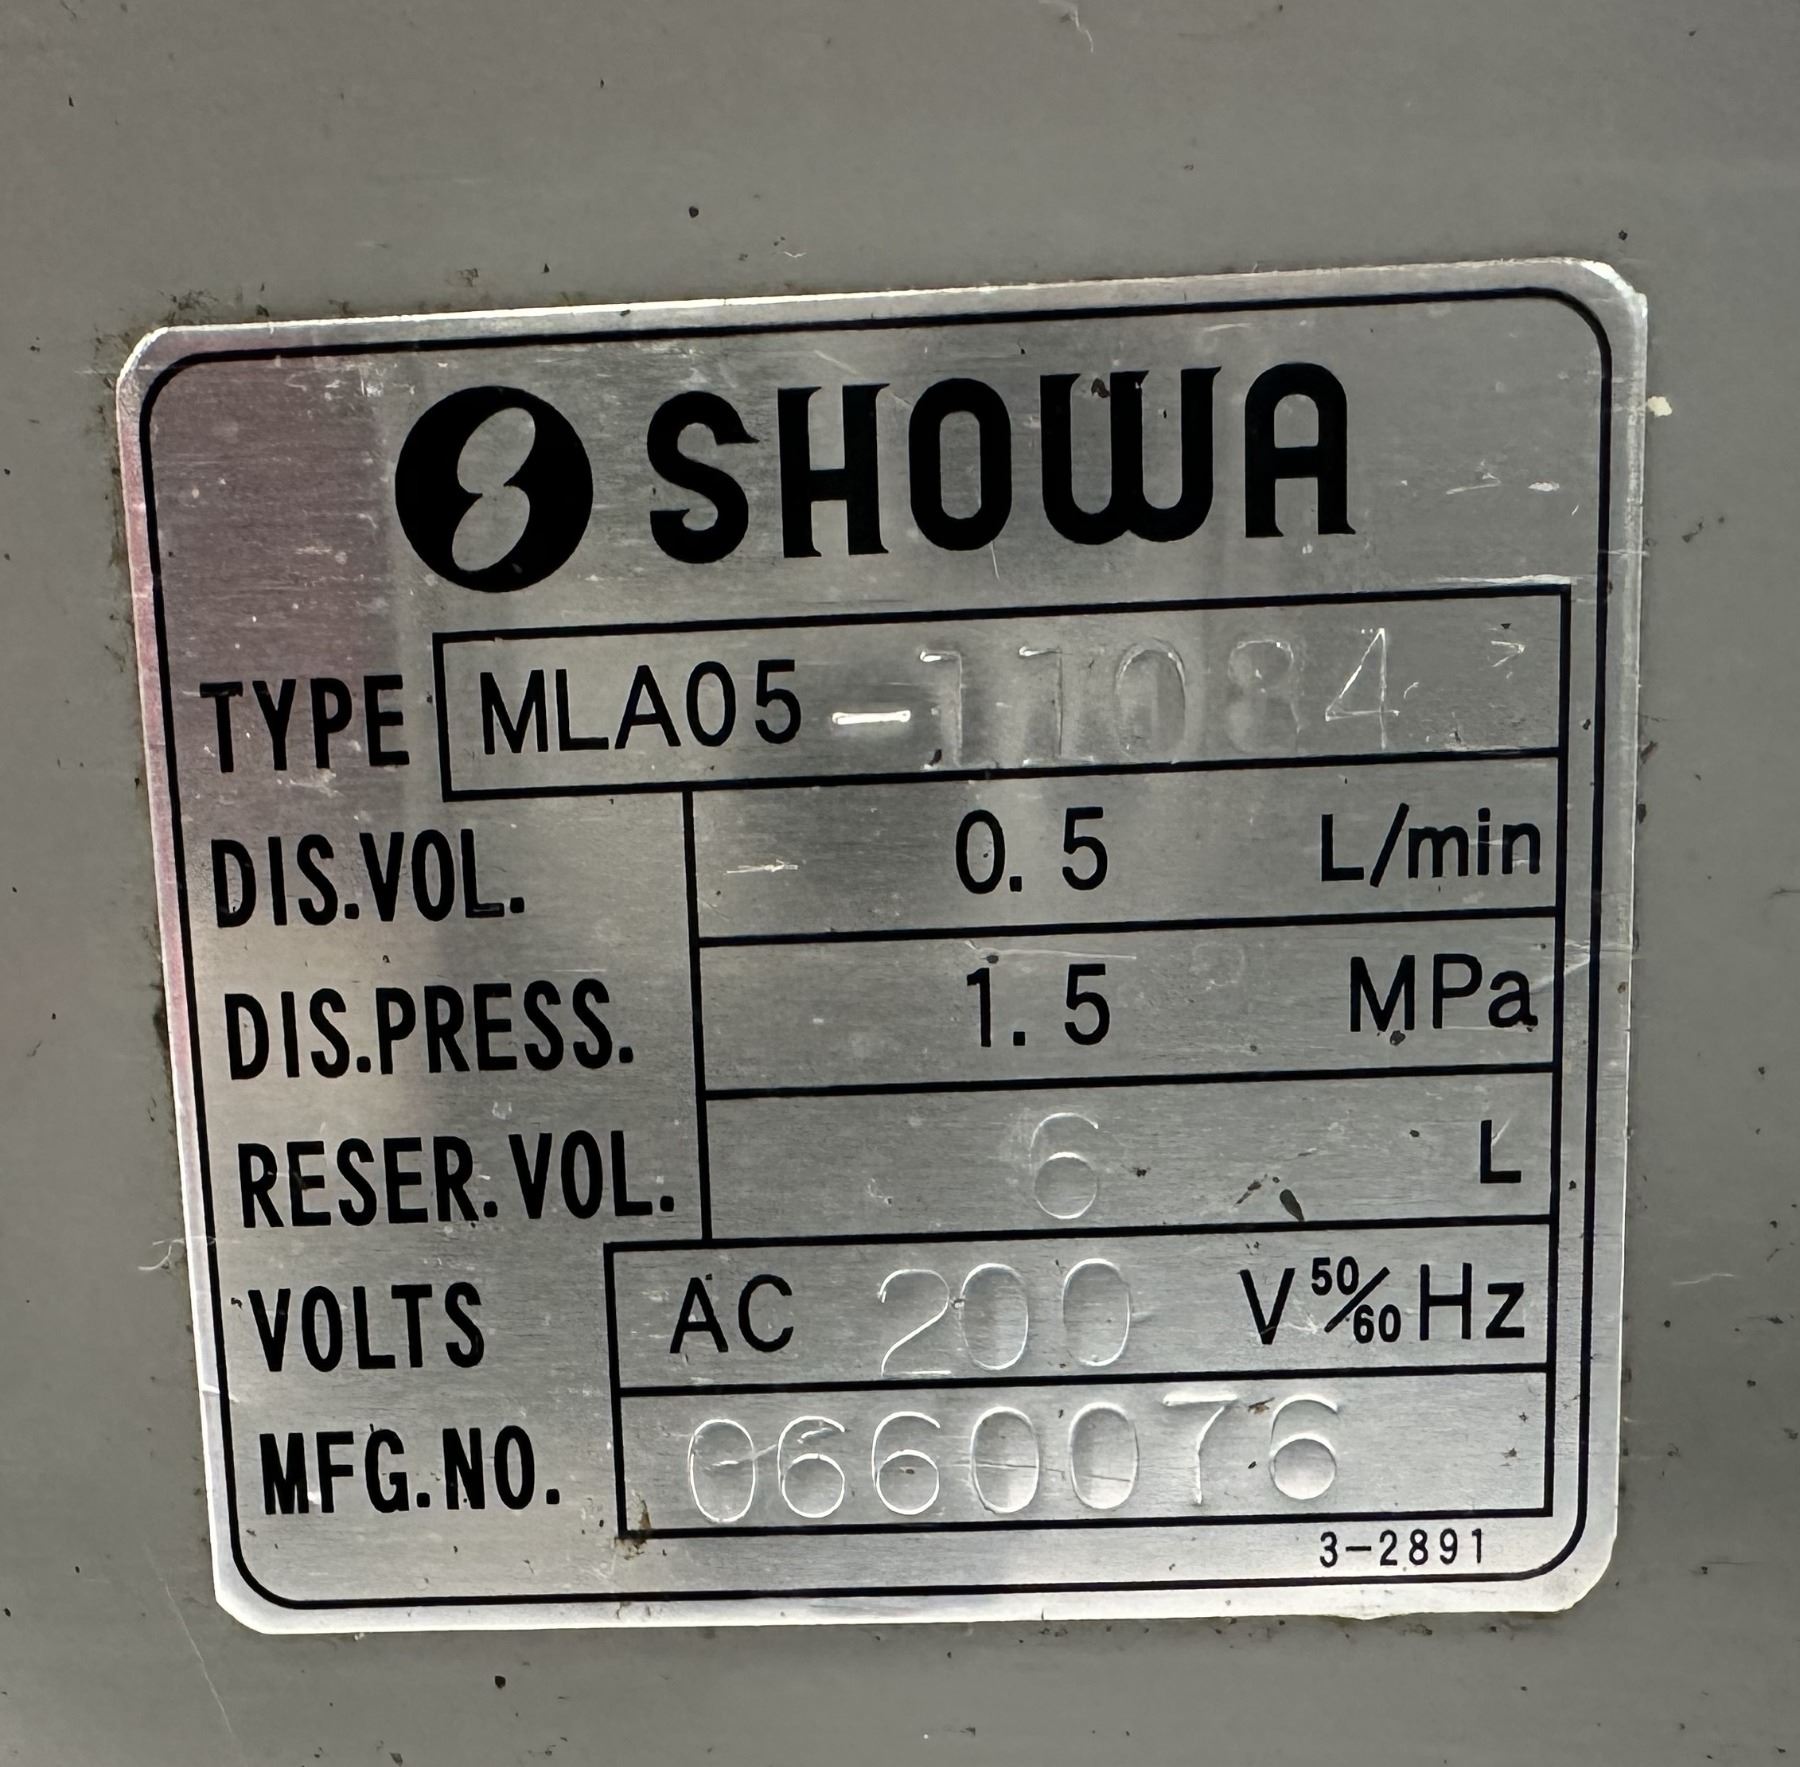 SHOWA
TYPE MLA05-11084
DIS.VOL. 0.5 L/min
DIS.PRESS. 1.5 MPa
RESER.VOL. 6 L
VOLTS AC 200 V 50/60 Hz
MFG.NO. 0660076
3-2891